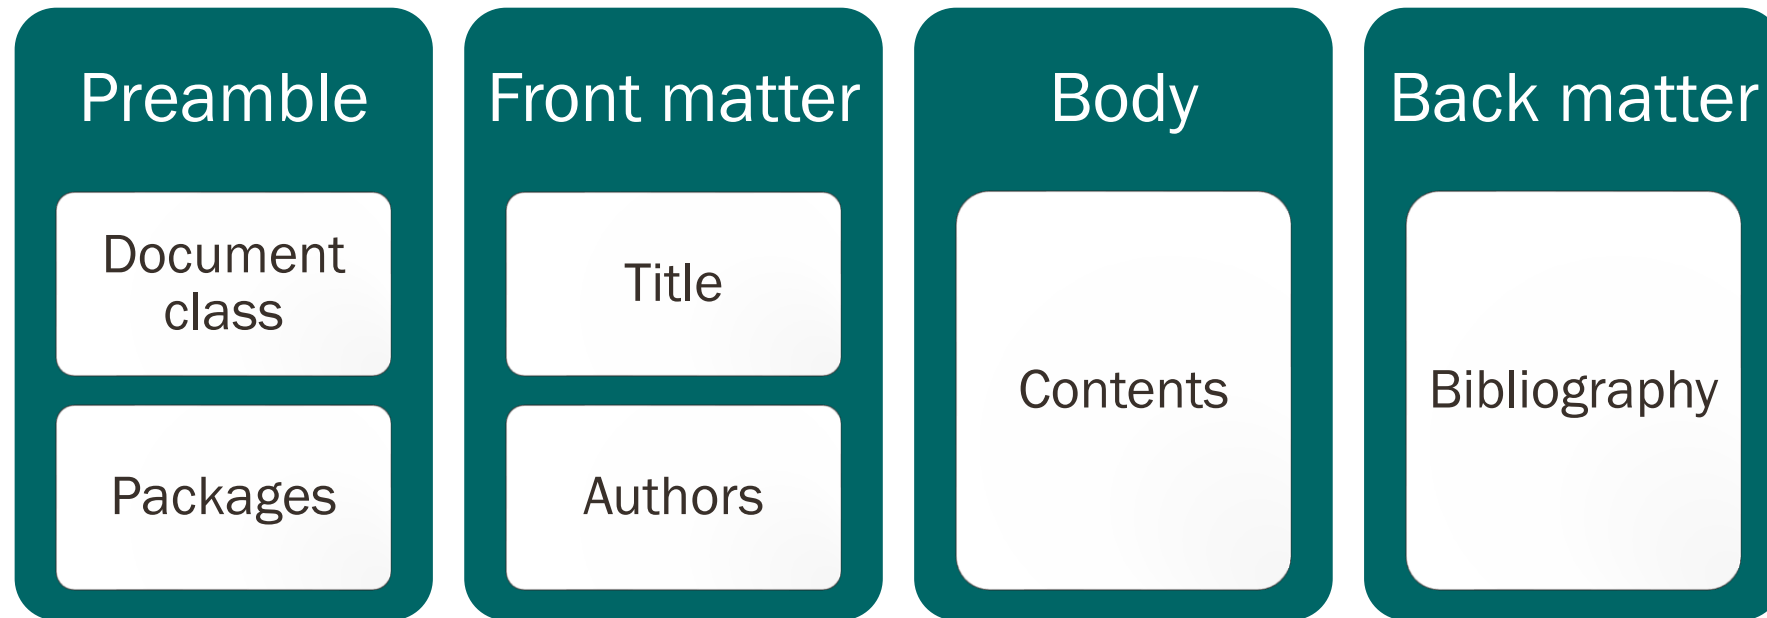 Preamble
Document
class
Packages
Front matter
Title
Authors
Body
Contents
Back matter
Bibliography